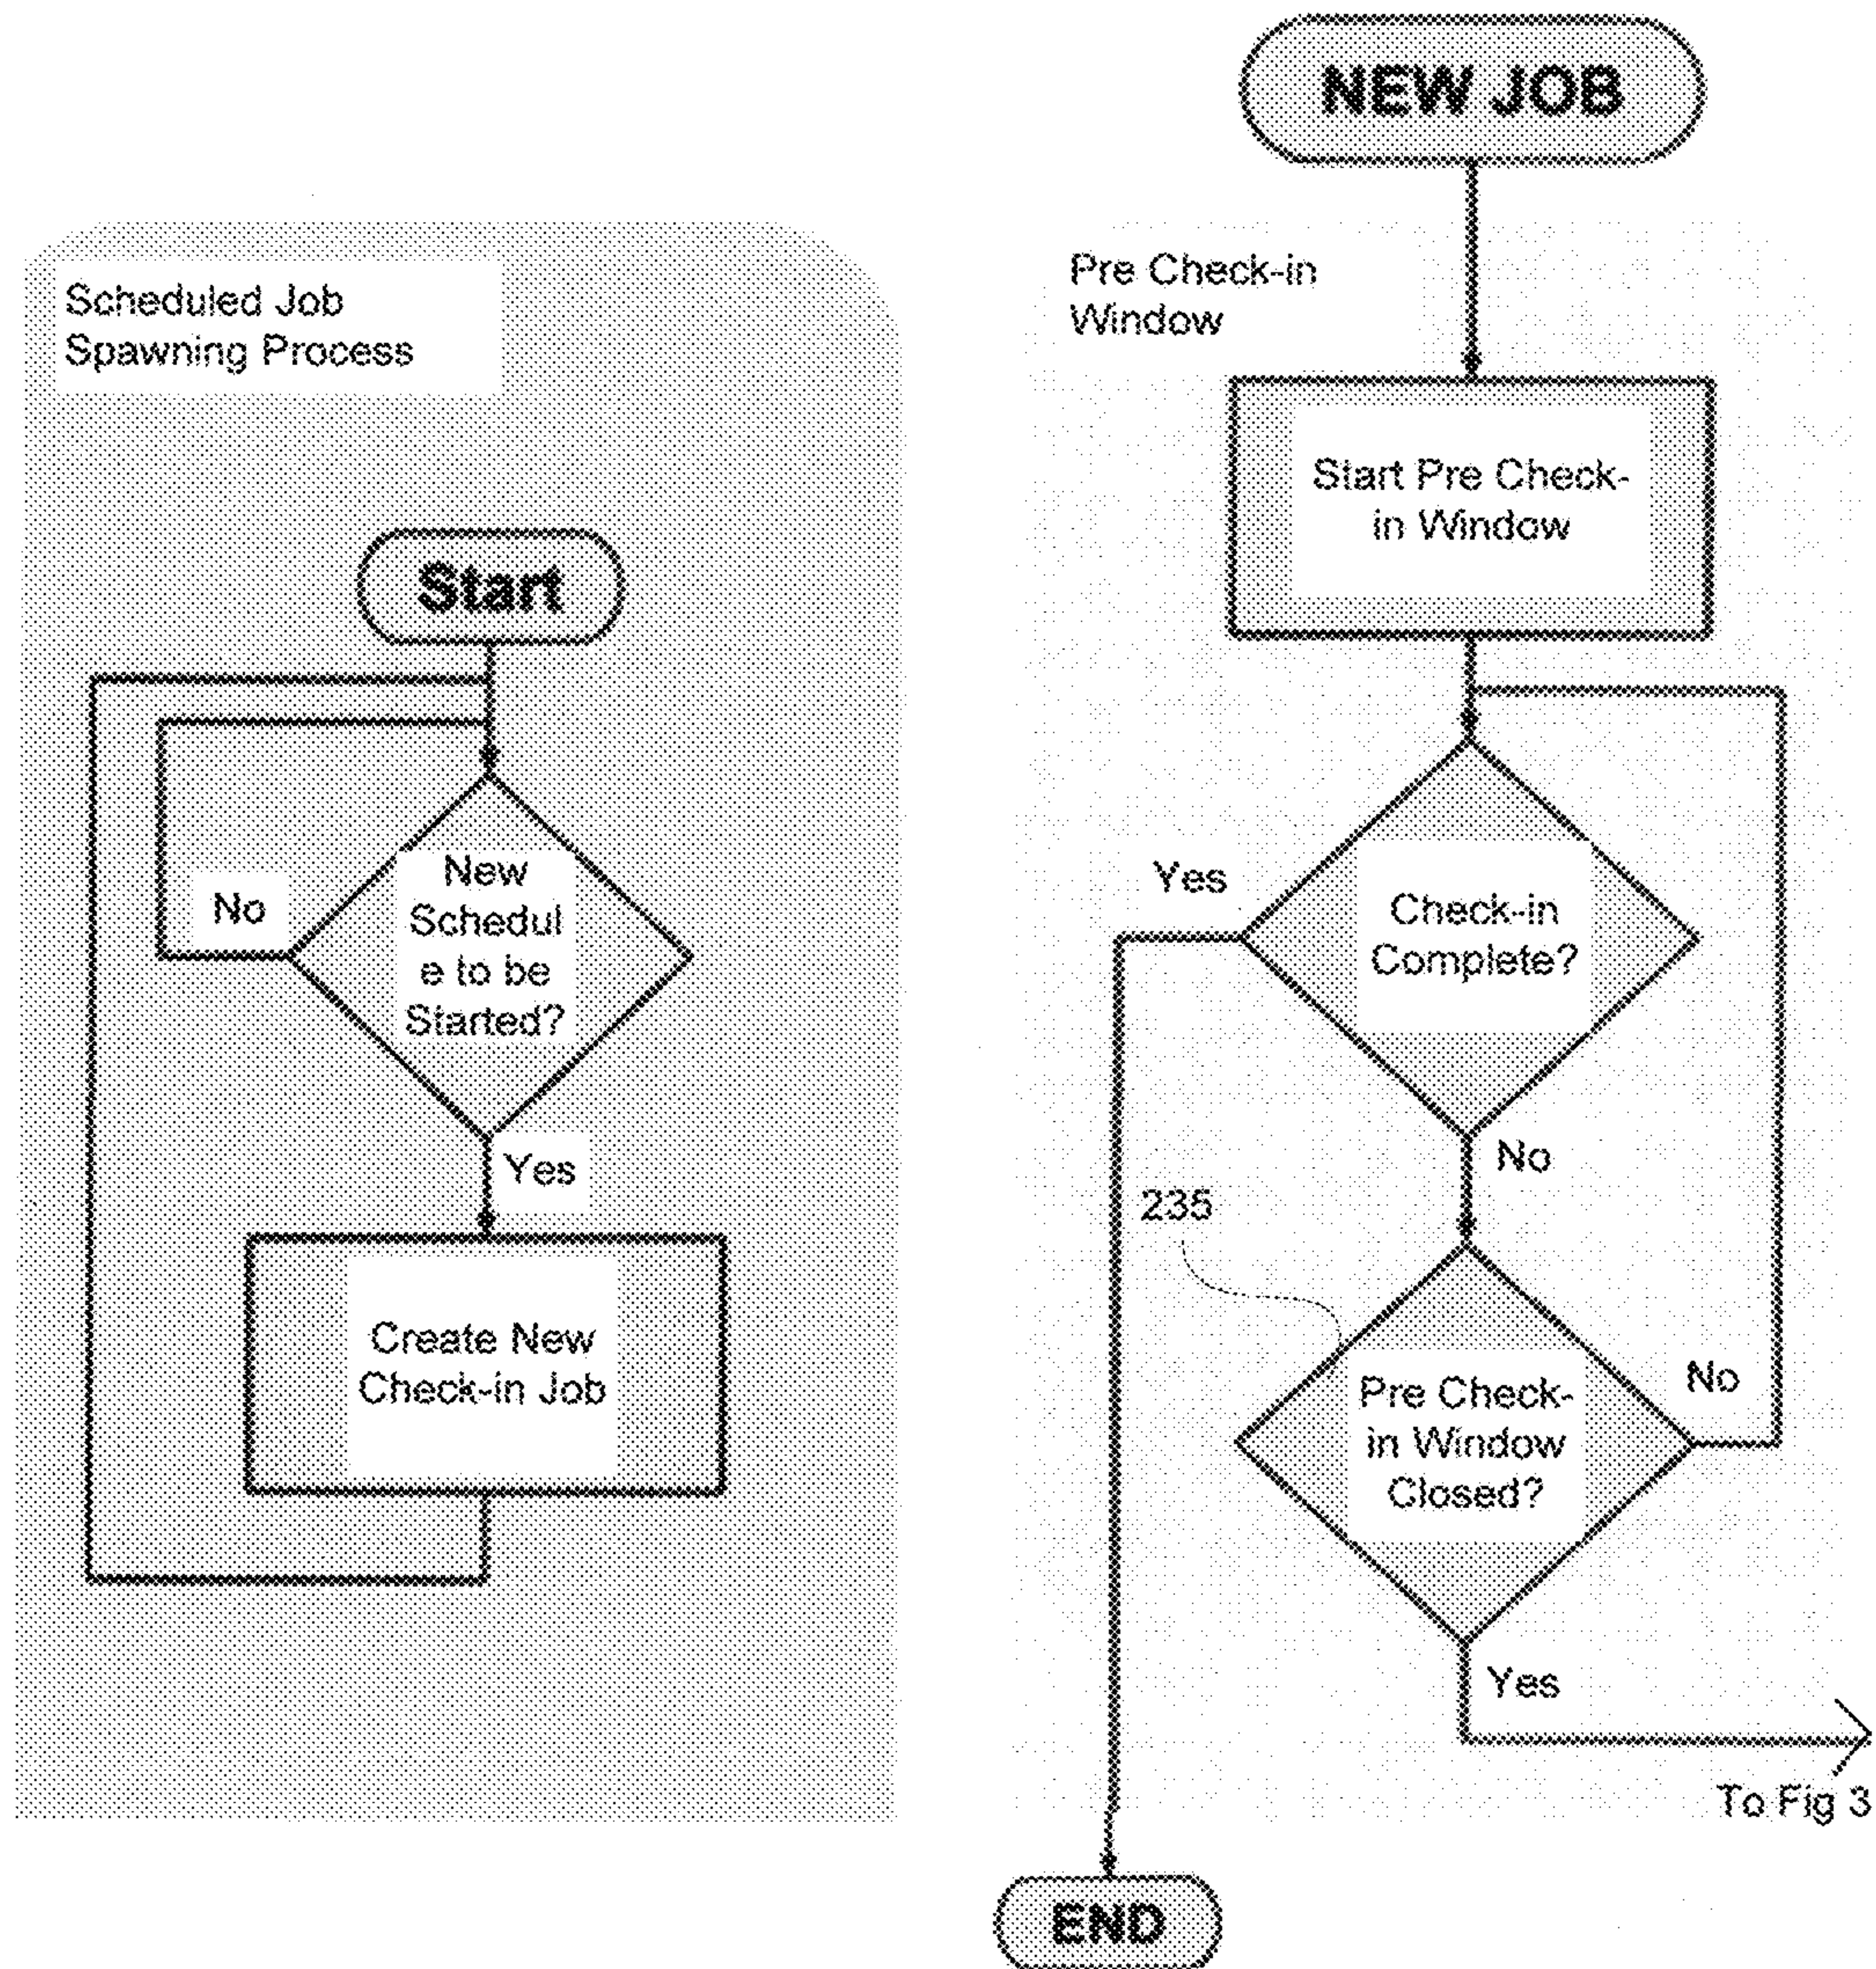 Scheduled Job
Spawning Process
Start
New
Schedul
e to be
Started?
No
Yes
Create New
Check-in Job
NEW JOB
Pre Check-in
Window
Start Pre Check-
in Window
Check-in
Complete?
Yes
No
235
Pre Check-
in Window
Closed?
No
Yes
To Fig 3
END